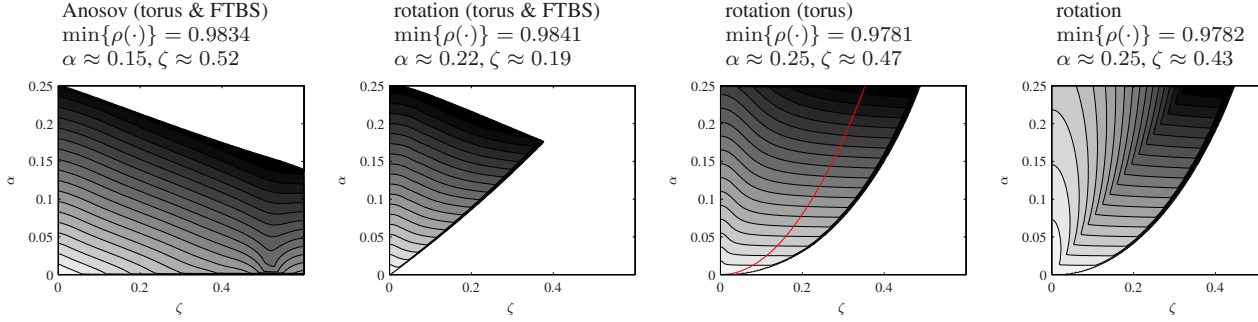 Anosov (torus & FTBS)
min{ρ(·)} = 0.9834
α ≈ 0.15, ζ ≈ 0.52
0.25
0.2
0.15
0.1
0.05
0
α
0 0.2 0.4
ζ
rotation (torus & FTBS)
min{ρ(·)} = 0.9841
α ≈ 0.22, ζ ≈ 0.19
0.25
0.2
0.15
0.1
0.05
0
α
0 0.2 0.4
ζ
rotation (torus)
min{ρ(·)} = 0.9781
α ≈ 0.25, ζ ≈ 0.47
0.25
0.2
0.15
0.1
0.05
0
α
0 0.2 0.4
ζ
rotation
min{ρ(·)} = 0.9782
α ≈ 0.25, ζ ≈ 0.43
0.25
0.2
0.15
0.1
0.05
0
α
0 0.2 0.4
ζ